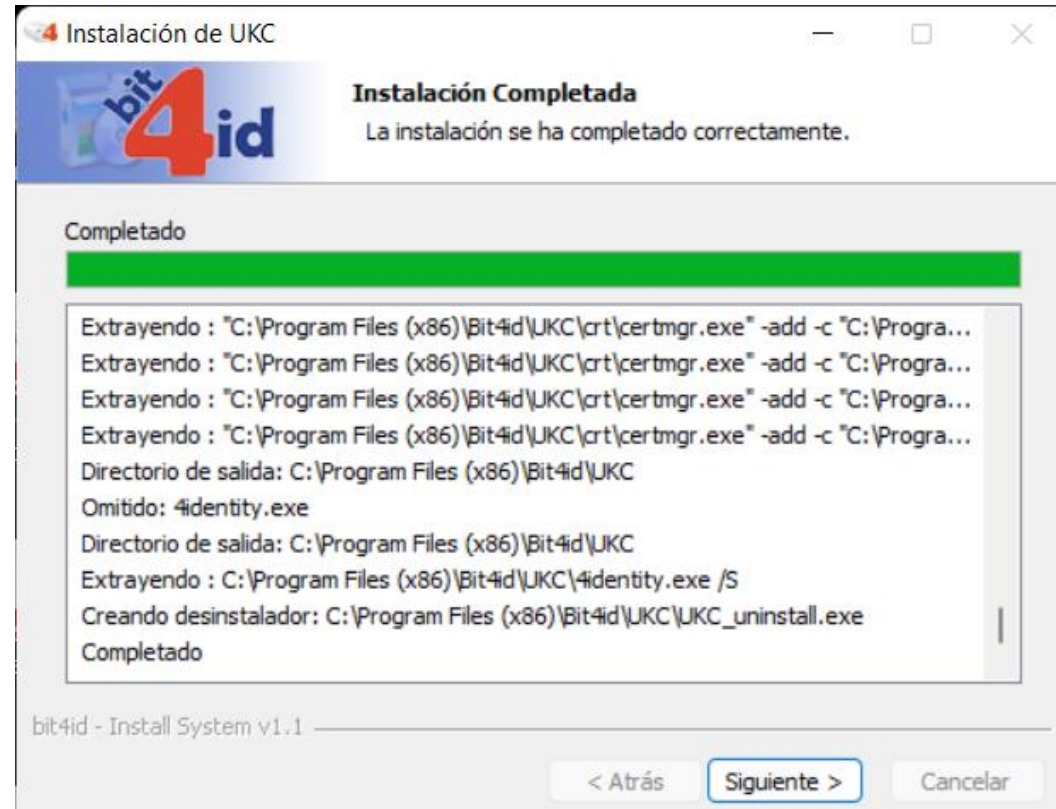 Instalación de UKC
bit4id
Instalación Completada
La instalación se ha completado correctamente.
Completado
Extrayendo : "C:\Program Files (x86)\Bit4id\UKC\crt\certmgr.exe" -add -c "C:\Progra...
Extrayendo : "C:\Program Files (x86)\Bit4id\UKC\crt\certmgr.exe" -add -c "C:\Progra...
Extrayendo : "C:\Program Files (x86)\Bit4id\UKC\crt\certmgr.exe" -add -c "C:\Progra...
Extrayendo : "C:\Program Files (x86)\Bit4id\UKC\crt\certmgr.exe" -add -c "C:\Progra...
Directorio de salida: C:\Program Files (x86)\Bit4id\UKC
Omitido: 4identity.exe
Directorio de salida: C:\Program Files (x86)\Bit4id\UKC
Extrayendo : C:\Program Files (x86)\Bit4id\UKC\4identity.exe /S
Creando desinstalador: C:\Program Files (x86)\Bit4id\UKC\UKC_uninstall.exe
Completado
bit4id - Install System v1.1
< Atrás Siguiente > Cancelar